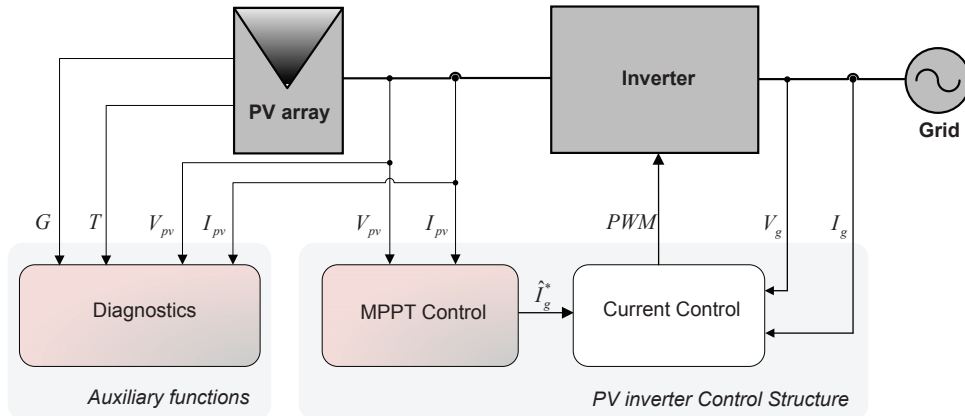 Inverter
PV array
Grid
G
T
V_pv
I_pv
V_pv
I_pv
PWM
V_g
I_g
Diagnostics
MPPT Control
Î_g^*
Current Control
Auxiliary functions
PV inverter Control Structure